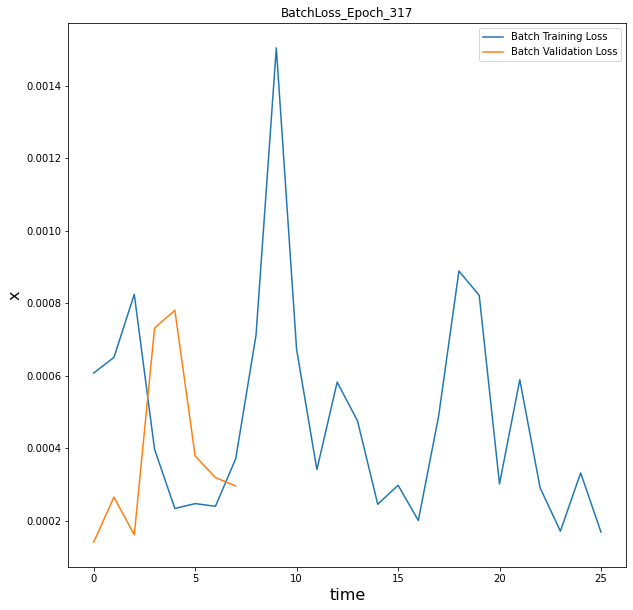 BatchLoss_Epoch_317
Batch Training Loss
Batch Validation Loss
0.0014
0.0012
0.0010
0.0008
0.0006
0.0004
0.0002
x
0 5 10 15 20 25
time